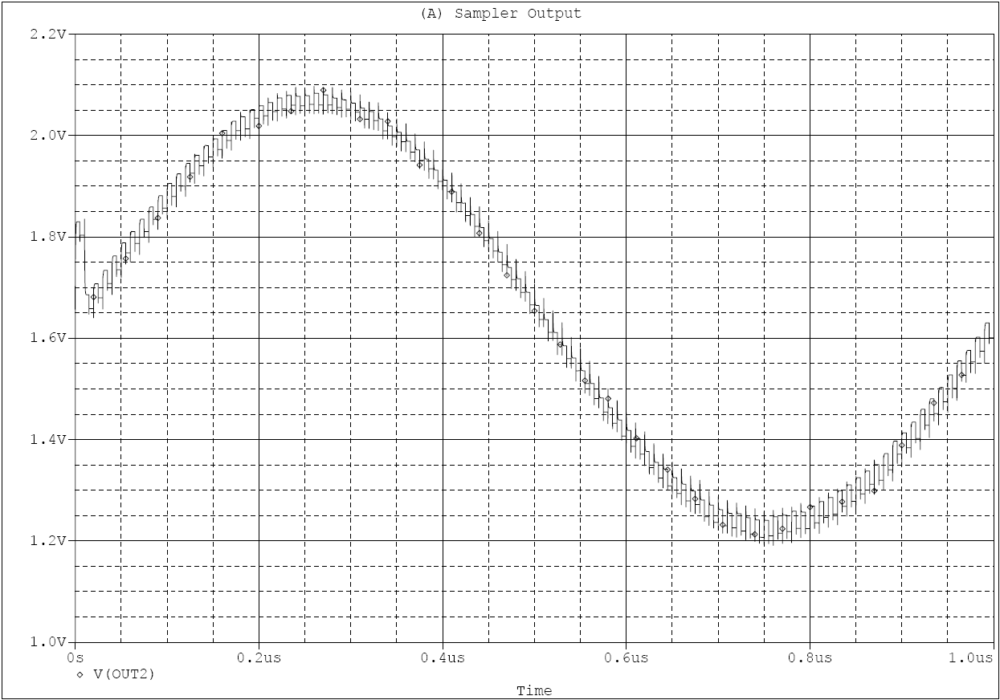 (A) Sampler Output
2.2V
2.0V
1.8V
1.6V
1.4V
1.2V
1.0V
0s 0.2us 0.4us 0.6us 0.8us 1.0us
V(OUT2)
Time